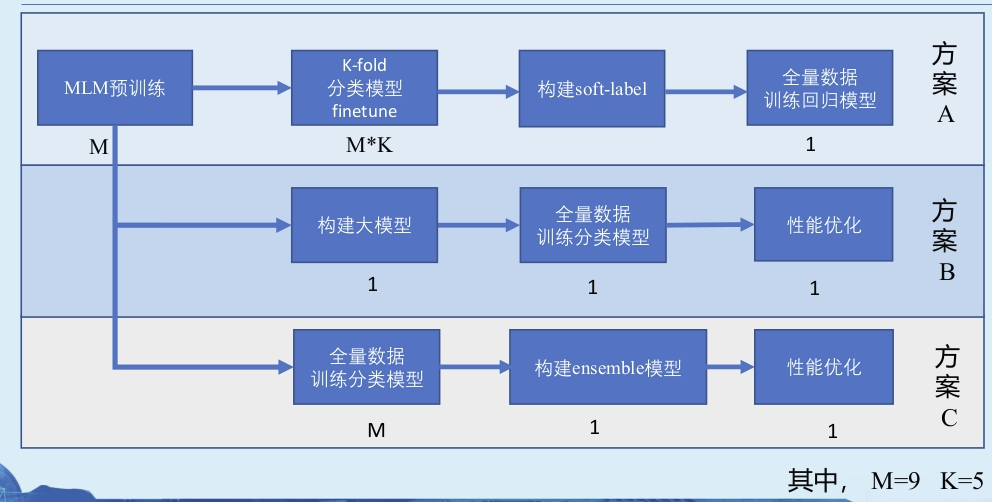 MLM预训练
M
K-fold
分类模型
finetune
M*K
构建soft-label
全量数据
训练回归模型
1
方
案
A
构建大模型
1
全量数据
训练分类模型
1
性能优化
1
方
案
B
全量数据
训练分类模型
M
构建ensemble模型
1
性能优化
1
方
案
C
其中， M=9 K=5